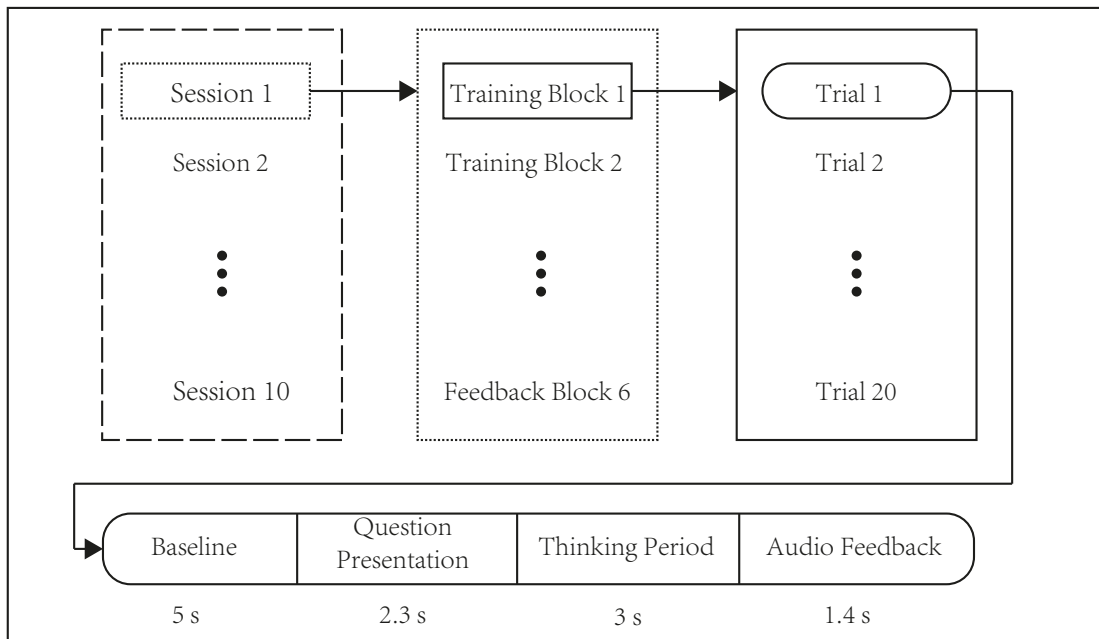 Session 1
Session 2
Session 10
Training Block 1
Training Block 2
Feedback Block 6
Trial 1
Trial 2
Trial 20
Baseline
Question
Presentation
Thinking Period
Audio Feedback
5 s
2.3 s
3 s
1.4 s